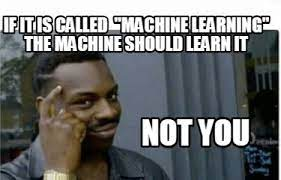 IF IT IS CALLED "MACHINE LEARNING"
THE MACHINE SHOULD LEARN IT
NOT YOU